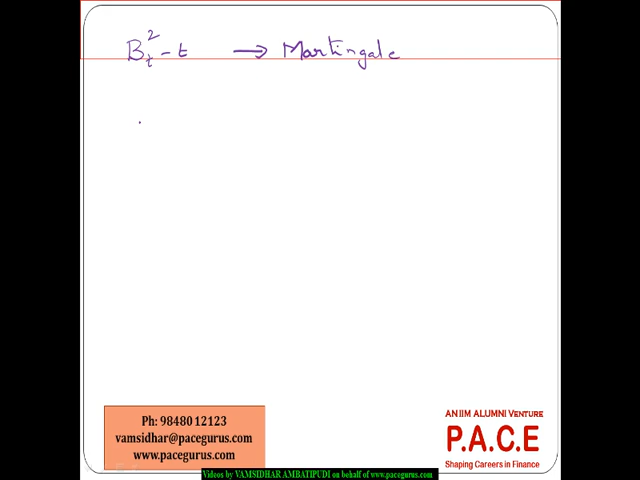 B_t^2 - t → Martingale
Ph: 98480 12123
vamsidhar@pacegurus.com
www.pacegurus.com
AN IIM ALUMNI VENTURE
P.A.C.E
Shaping Careers in Finance
Videos by VAMSIDHAR AMBATIPUDI on behalf of www.pacegurus.com